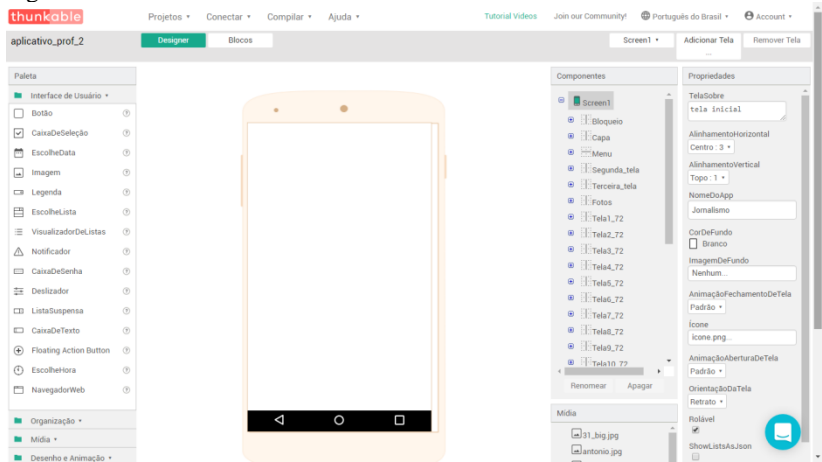 thunkable
Projetos Conectar Compilar Ajuda
Tutorial Videos Join our Community! Português do Brasil Account
aplicativo_prof_2
Designer Blocos
Screen1 Adicionar Tela ... Remover Tela
Paleta
Interface de Usuário
Botão
CaixaDeSeleção
EscolheData
Imagem
Legenda
EscolheLista
VisualizadorDeListas
Notificador
CaixaDeSenha
Deslizador
ListaSuspensa
CaixaDeTexto
Floating Action Button
EscolheHora
NavegadorWeb
Organização
Mídia
Desenho e Animação
Componentes
Screen1
Bloqueio
Capa
Menu
Segunda_tela
Terceira_tela
Fotos
Tela1_72
Tela2_72
Tela3_72
Tela4_72
Tela5_72
Tela6_72
Tela7_72
Tela8_72
Tela9_72
Tela10_72
Renomear Apagar
Mídia
31_big.jpg
antonio.jpg
Propriedades
TelaSobre
tela inicial
AlinhamentoHorizontal
Centro : 3
AlinhamentoVertical
Topo : 1
NomeDoApp
Jornalismo
CorDeFundo
Branco
ImagemDeFundo
Nenhum...
AnimaçãoFechamentoDeTela
Padrão
Ícone
icone.png...
AnimaçãoAberturaDeTela
Padrão
OrientaçãoDaTela
Retrato
Rolável
ShowListsAsJson